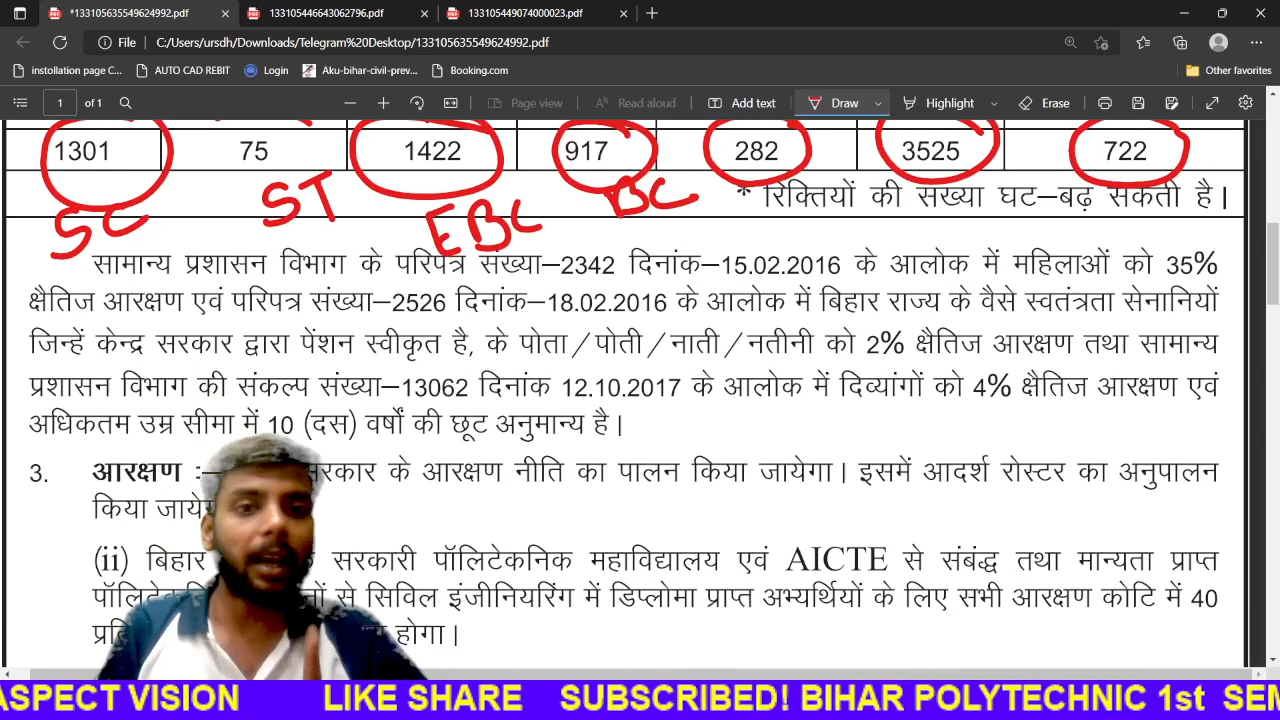 *133105635549624992.pdf 133105446643062796.pdf 133105449074000023.pdf
File C:/Users/ursdh/Downloads/Telegram%20Desktop/133105635549624992.pdf
instollation page C... AUTO CAD REBIT Login Aku-bihar-civil-prev... Booking.com Other favorites
1 of 1 Page view Read aloud Add text Draw Highlight Erase
1301 75 1422 917 282 3525 722
SC ST EBC BC
* रिक्तियों की सख्या घट–बढ़ सकती है।
सामान्य प्रशासन विभाग के परिपत्र संख्या–2342 दिनांक–15.02.2016 के आलोक में महिलाओं को 35%
क्षैतिज आरक्षण एवं परिपत्र संख्या–2526 दिनांक–18.02.2016 के आलोक में बिहार राज्य के वैसे स्वतंत्रता सेनानियों
जिन्हें केन्द्र सरकार द्वारा पेंशन स्वीकृत है, के पोता/पोती/नाती/नतीनी को 2% क्षैतिज आरक्षण तथा सामान्य
प्रशासन विभाग की संकल्प संख्या–13062 दिनांक 12.10.2017 के आलोक में दिव्यांगों को 4% क्षैतिज आरक्षण एवं
अधिकतम उम्र सीमा में 10 (दस) वर्षों की छूट अनुमान्य है।
3. आरक्षण :– सरकार के आरक्षण नीति का पालन किया जायेगा। इसमें आदर्श रोस्टर का अनुपालन
किया
(ii) बिहार सरकारी पॉलिटेकनिक महाविद्यालय एवं AICTE से संबंद्ध तथा मान्यता प्राप्त
से सिविल इंजीनियरिंग में डिप्लोमा प्राप्त अभ्यर्थियों के लिए सभी आरक्षण कोटि में 40
होगा।
ASPECT VISION LIKE SHARE SUBSCRIBED! BIHAR POLYTECHNIC 1st SEM